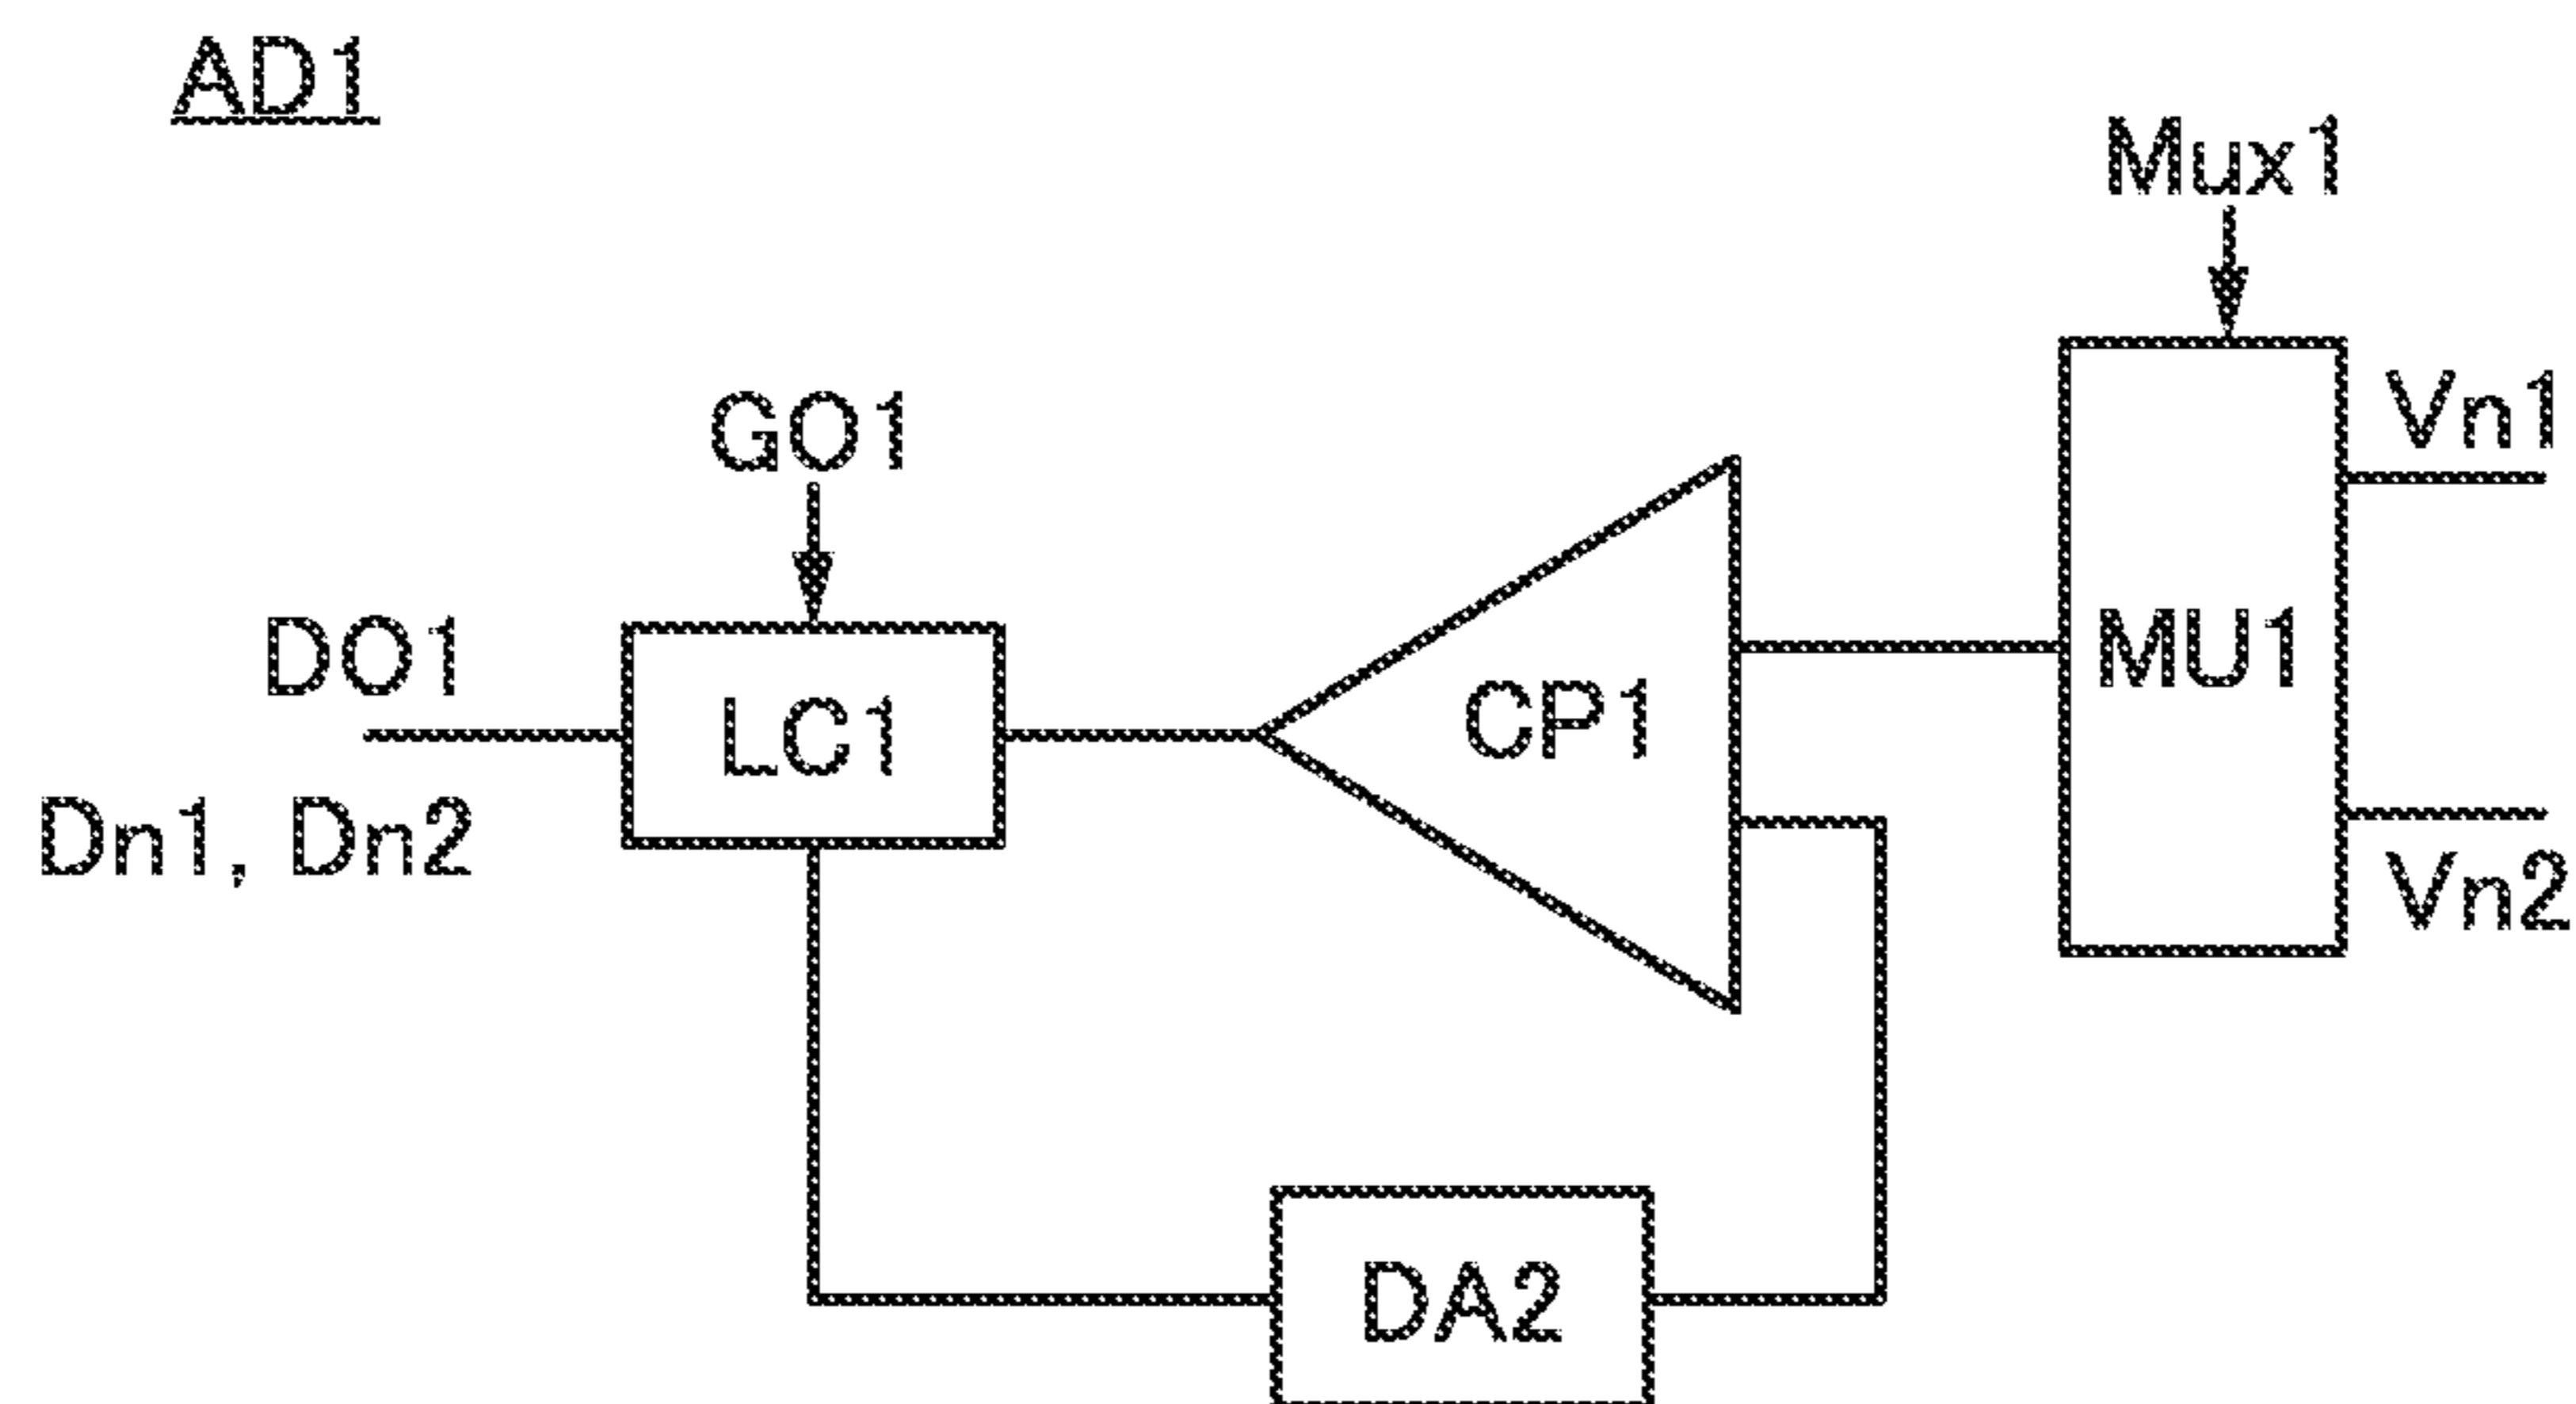 AD1
Mux1
GO1
Vn1
DO1
LC1
CP1
MU1
Dn1, Dn2
Vn2
DA2